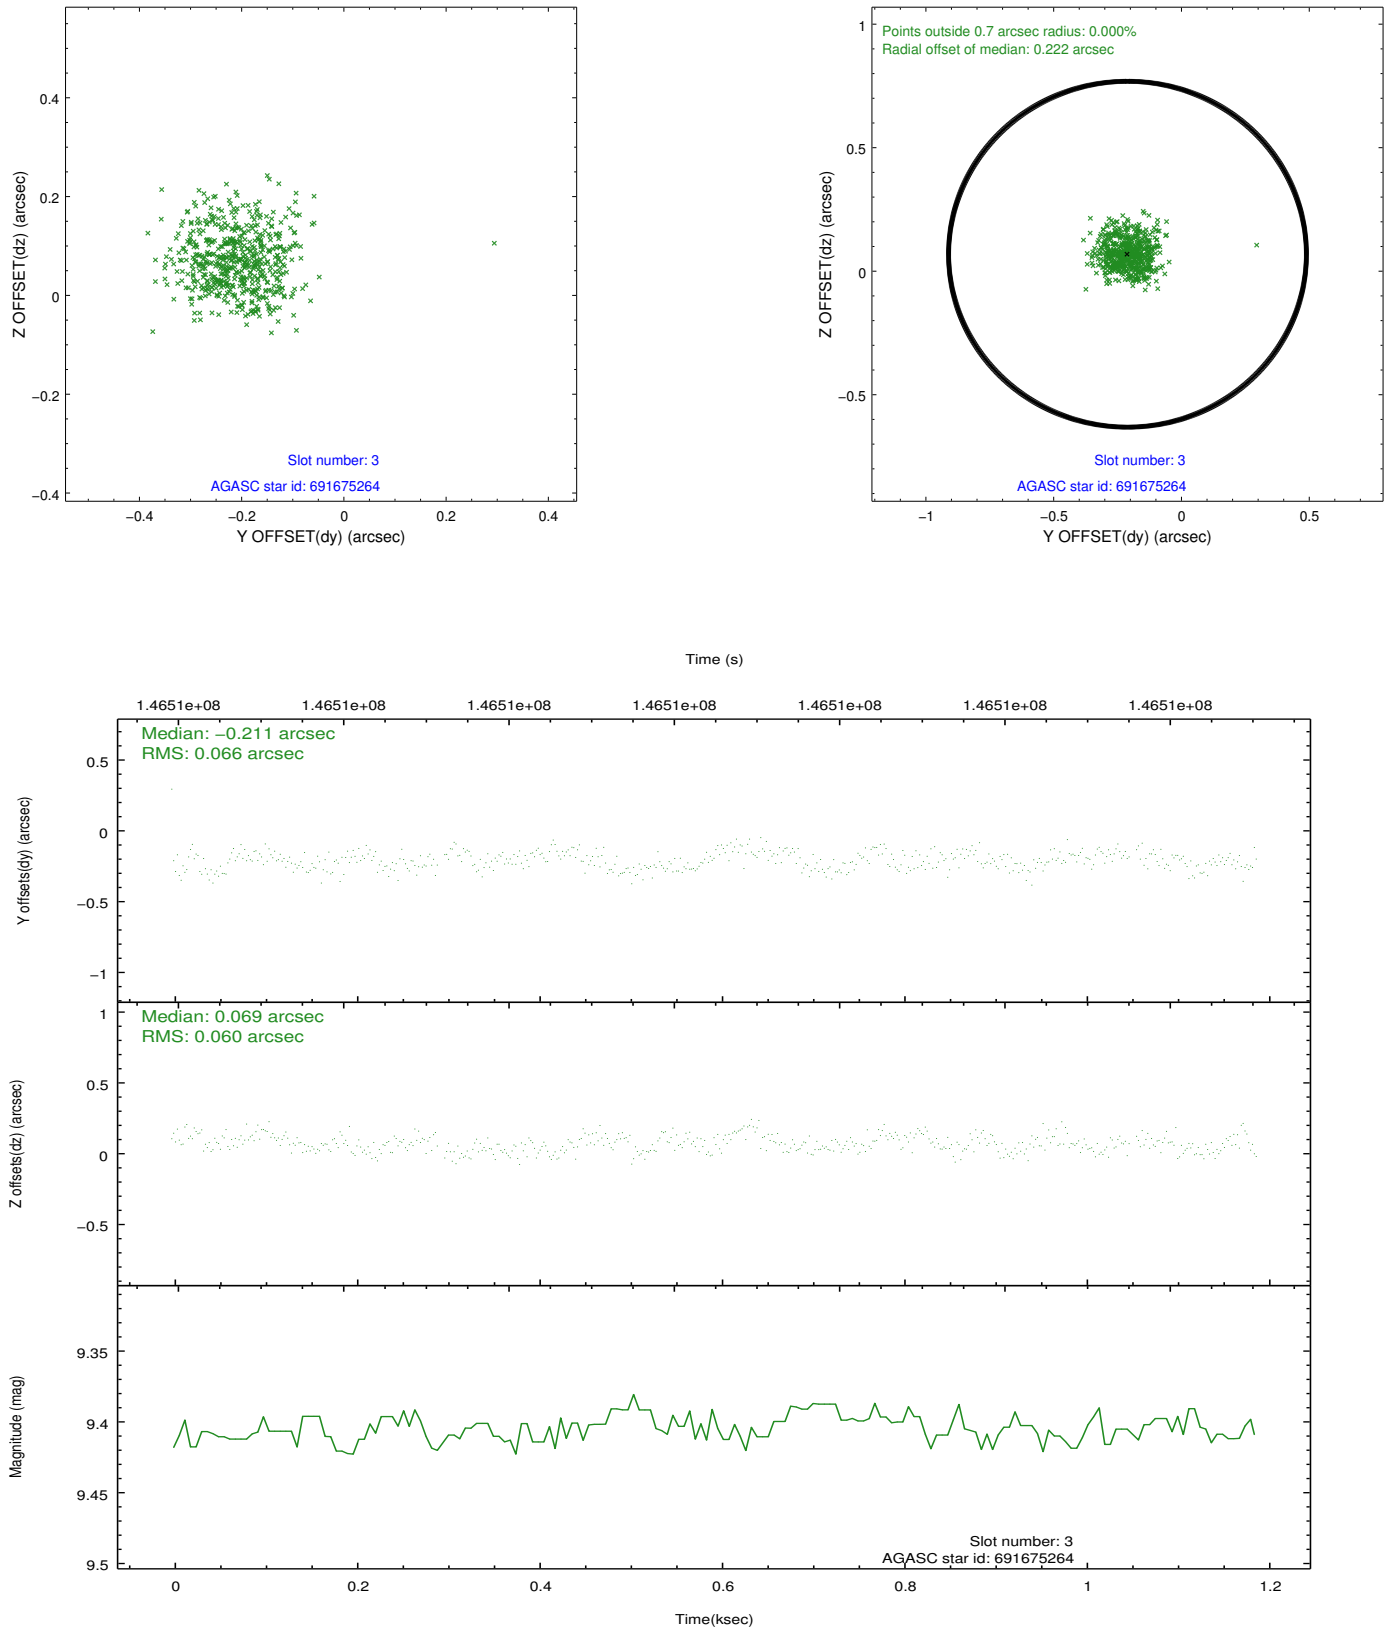 0.4
0.2
0
−0.2
−0.4
Z OFFSET(dz) (arcsec)
Slot number: 3
AGASC star id: 691675264
−0.4 −0.2 0 0.2 0.4
Y OFFSET(dy) (arcsec)
Points outside 0.7 arcsec radius: 0.000%
Radial offset of median: 0.222 arcsec
1
0.5
0
−0.5
Z OFFSET(dz) (arcsec)
Slot number: 3
AGASC star id: 691675264
−1 −0.5 0 0.5
Y OFFSET(dy) (arcsec)
Time (s)
1.4651e+08 1.4651e+08 1.4651e+08 1.4651e+08 1.4651e+08 1.4651e+08 1.4651e+08
Median: −0.211 arcsec
RMS: 0.066 arcsec
0.5
0
−0.5
−1
Y offsets(dy) (arcsec)
Median: 0.069 arcsec
RMS: 0.060 arcsec
1
0.5
0
−0.5
Z offsets(dz) (arcsec)
9.35
9.4
9.45
9.5
Magnitude (mag)
Slot number: 3
AGASC star id: 691675264
0 0.2 0.4 0.6 0.8 1 1.2
Time(ksec)